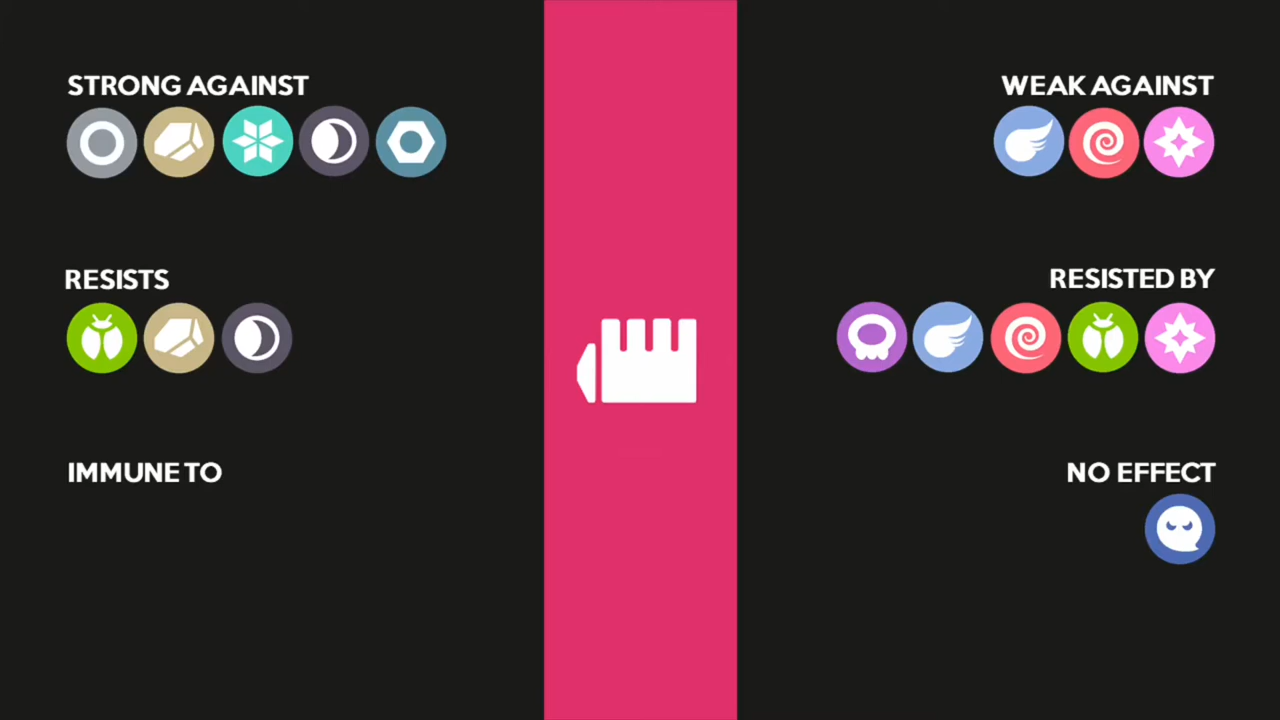 STRONG AGAINST
WEAK AGAINST
RESISTS
RESISTED BY
IMMUNE TO
NO EFFECT